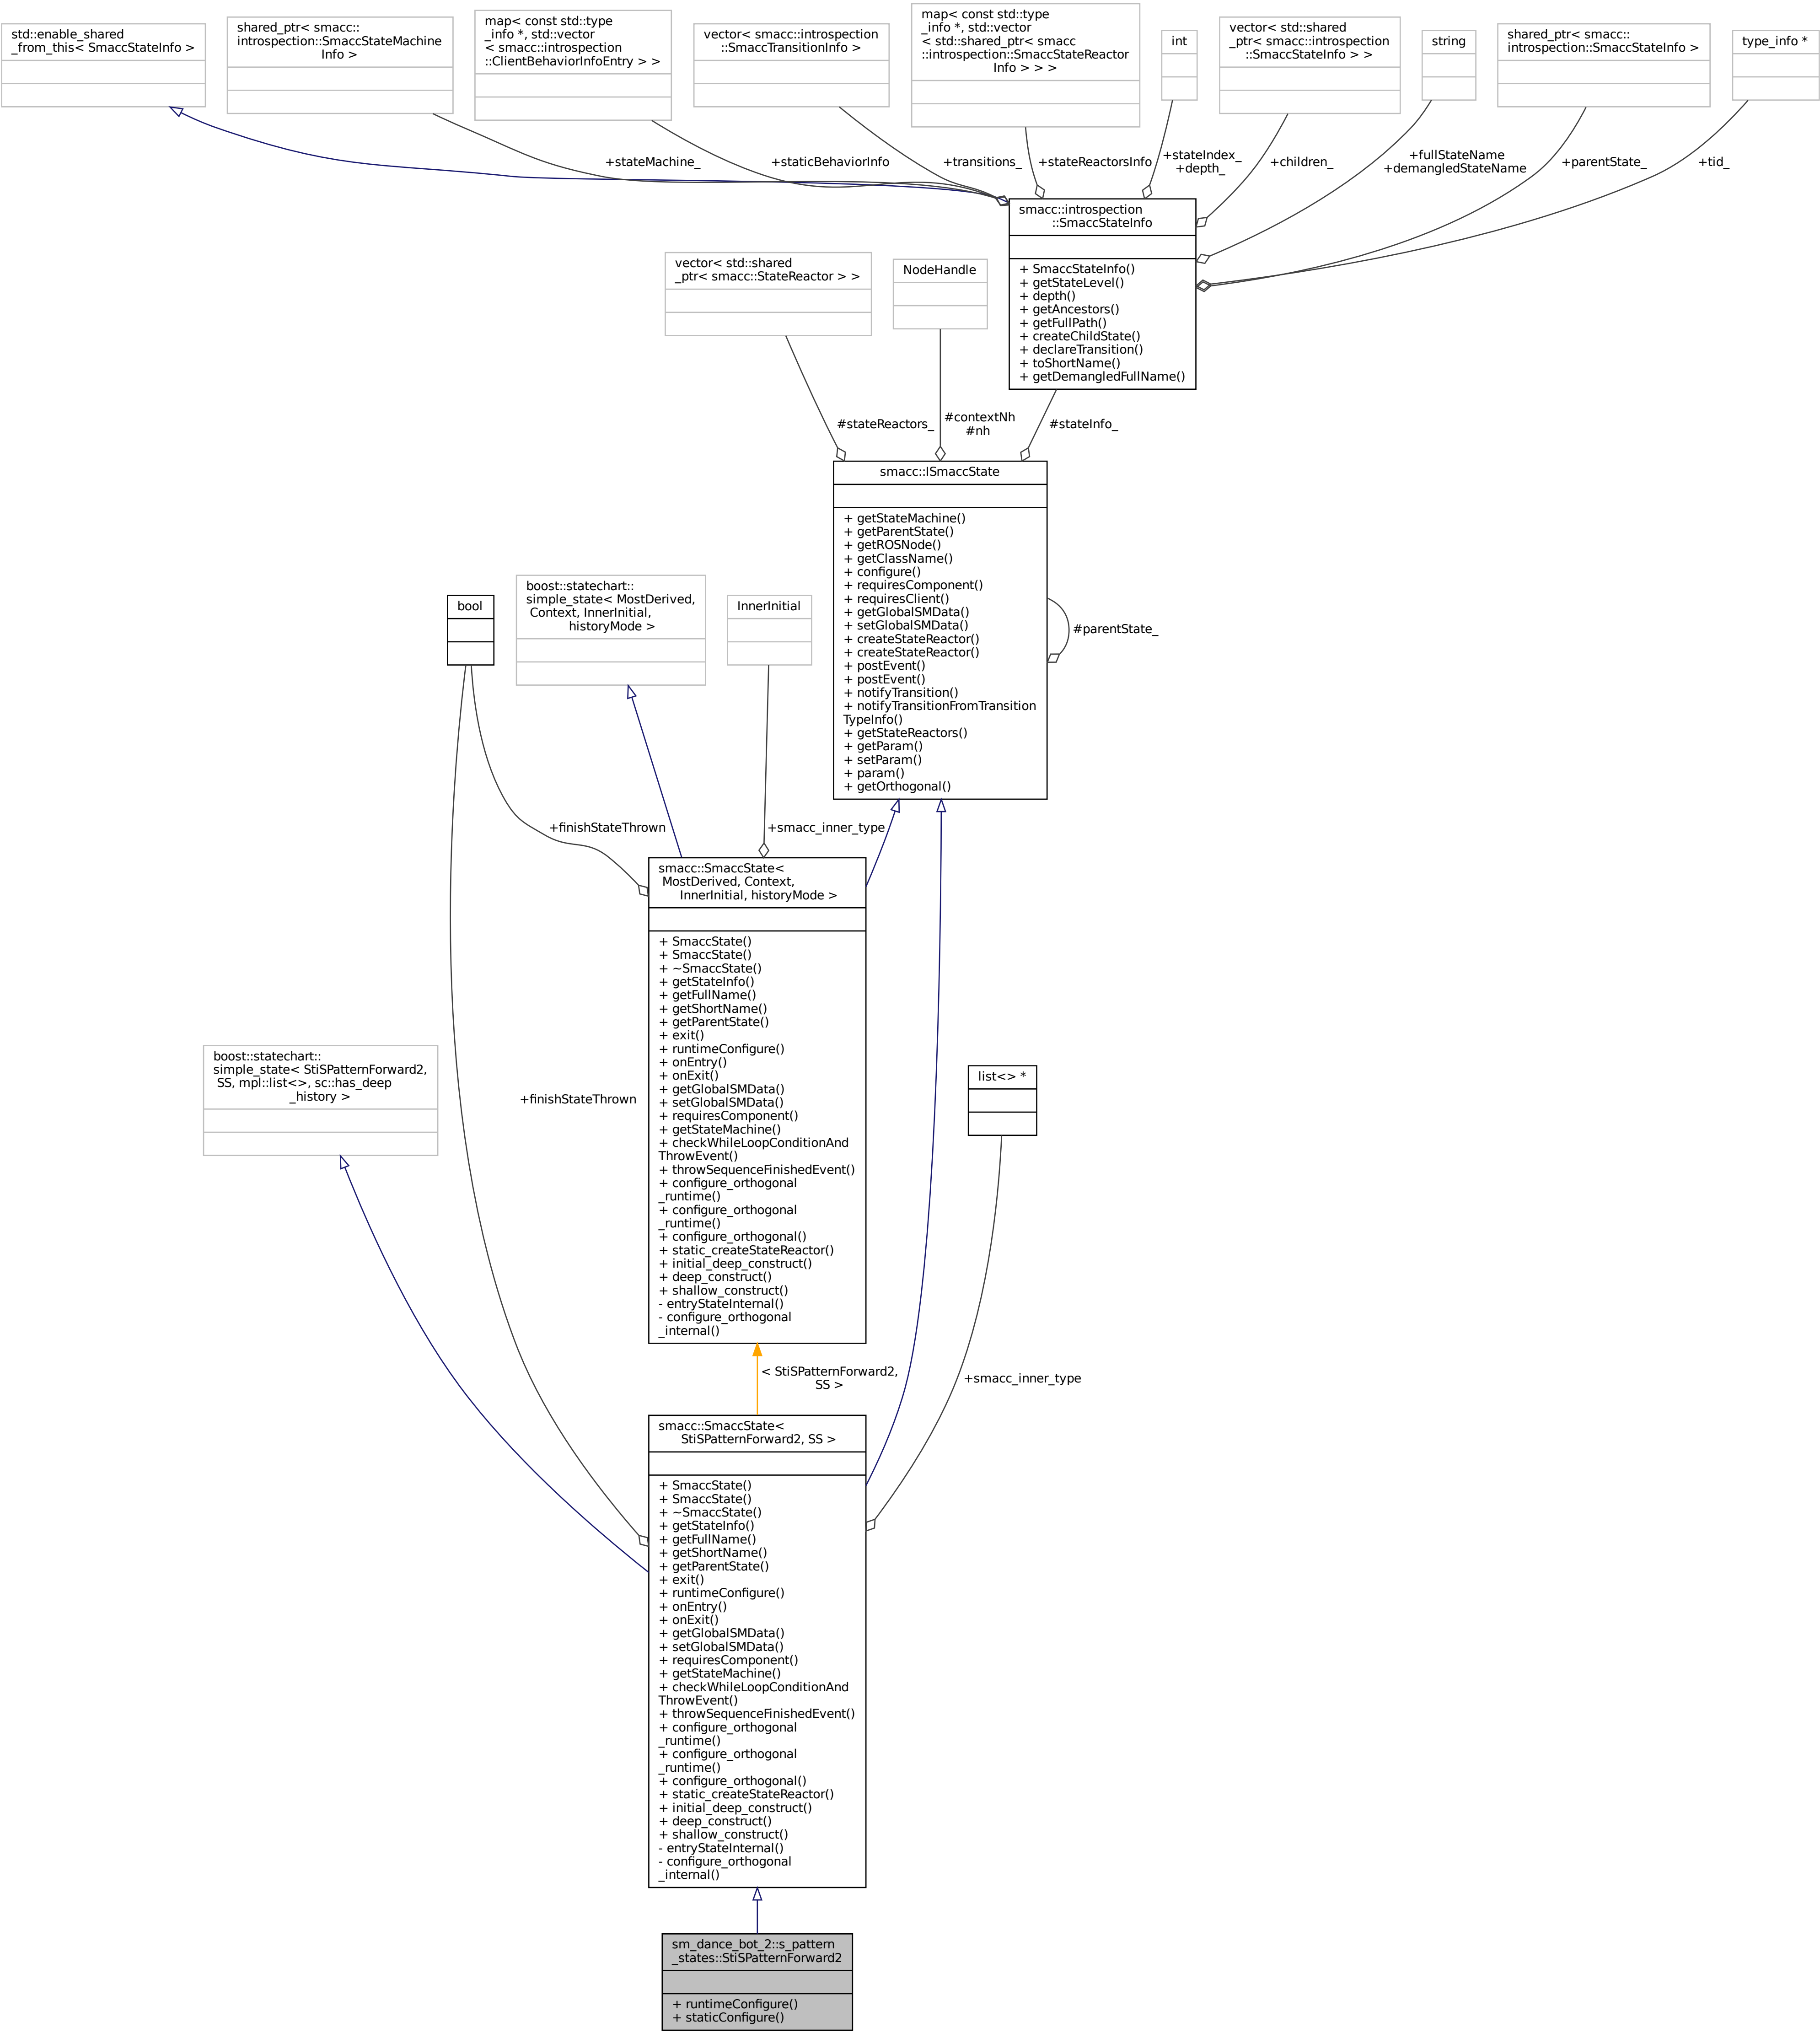 std::enable_shared
_from_this< SmaccStateInfo >
shared_ptr< smacc::
introspection::SmaccStateMachine
Info >
map< const std::type
_info *, std::vector
< smacc::introspection
::ClientBehaviorInfoEntry > >
vector< smacc::introspection
::SmaccTransitionInfo >
map< const std::type
_info *, std::vector
< std::shared_ptr< smacc
::introspection::SmaccStateReactor
Info > > >
int
vector< std::shared
_ptr< smacc::introspection
::SmaccStateInfo > >
string
shared_ptr< smacc::
introspection::SmaccStateInfo >
type_info *
+stateMachine_
+staticBehaviorInfo
+transitions_
+stateReactorsInfo
+stateIndex_
+depth_
+children_
+fullStateName
+demangledStateName
+parentState_
+tid_
smacc::introspection
::SmaccStateInfo
+ SmaccStateInfo()
+ getStateLevel()
+ depth()
+ getAncestors()
+ getFullPath()
+ createChildState()
+ declareTransition()
+ toShortName()
+ getDemangledFullName()
vector< std::shared
_ptr< smacc::StateReactor > >
NodeHandle
#stateReactors_
#contextNh
#nh
#stateInfo_
smacc::ISmaccState
+ getStateMachine()
+ getParentState()
+ getROSNode()
+ getClassName()
+ configure()
+ requiresComponent()
+ requiresClient()
+ getGlobalSMData()
+ setGlobalSMData()
+ createStateReactor()
+ createStateReactor()
+ postEvent()
+ postEvent()
+ notifyTransition()
+ notifyTransitionFromTransition
TypeInfo()
+ getStateReactors()
+ getParam()
+ setParam()
+ param()
+ getOrthogonal()
#parentState_
bool
boost::statechart::
simple_state< MostDerived,
Context, InnerInitial,
historyMode >
InnerInitial
+finishStateThrown
+smacc_inner_type
smacc::SmaccState<
MostDerived, Context,
InnerInitial, historyMode >
+ SmaccState()
+ SmaccState()
+ ~SmaccState()
+ getStateInfo()
+ getFullName()
+ getShortName()
+ getParentState()
+ exit()
+ runtimeConfigure()
+ onEntry()
+ onExit()
+ getGlobalSMData()
+ setGlobalSMData()
+ requiresComponent()
+ getStateMachine()
+ checkWhileLoopConditionAnd
ThrowEvent()
+ throwSequenceFinishedEvent()
+ configure_orthogonal
_runtime()
+ configure_orthogonal
_runtime()
+ configure_orthogonal()
+ static_createStateReactor()
+ initial_deep_construct()
+ deep_construct()
+ shallow_construct()
- entryStateInternal()
- configure_orthogonal
_internal()
boost::statechart::
simple_state< StiSPatternForward2,
SS, mpl::list<>, sc::has_deep
_history >
+finishStateThrown
list<> *
< StiSPatternForward2,
SS >
+smacc_inner_type
smacc::SmaccState<
StiSPatternForward2, SS >
+ SmaccState()
+ SmaccState()
+ ~SmaccState()
+ getStateInfo()
+ getFullName()
+ getShortName()
+ getParentState()
+ exit()
+ runtimeConfigure()
+ onEntry()
+ onExit()
+ getGlobalSMData()
+ setGlobalSMData()
+ requiresComponent()
+ getStateMachine()
+ checkWhileLoopConditionAnd
ThrowEvent()
+ throwSequenceFinishedEvent()
+ configure_orthogonal
_runtime()
+ configure_orthogonal
_runtime()
+ configure_orthogonal()
+ static_createStateReactor()
+ initial_deep_construct()
+ deep_construct()
+ shallow_construct()
- entryStateInternal()
- configure_orthogonal
_internal()
sm_dance_bot_2::s_pattern
_states::StiSPatternForward2
+ runtimeConfigure()
+ staticConfigure()